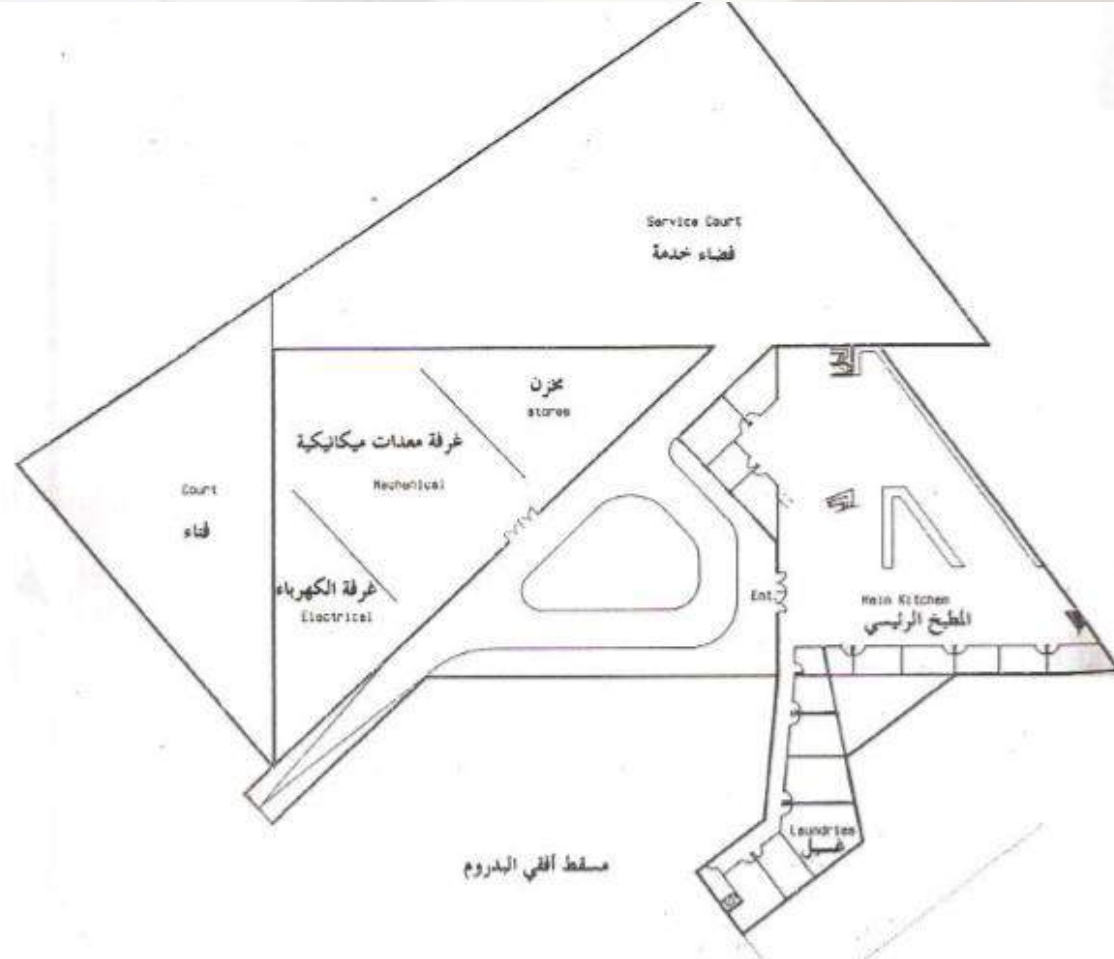 Service Court
فضاء خدمة
مخزن
stores
غرفة معدات ميكانيكية
Mechanical
Court
فناء
غرفة الكهرباء
Electrical
Ent.
Main Kitchen
المطبخ الرئيسي
Laundries
غسيل
مسقط أفقي البدروم